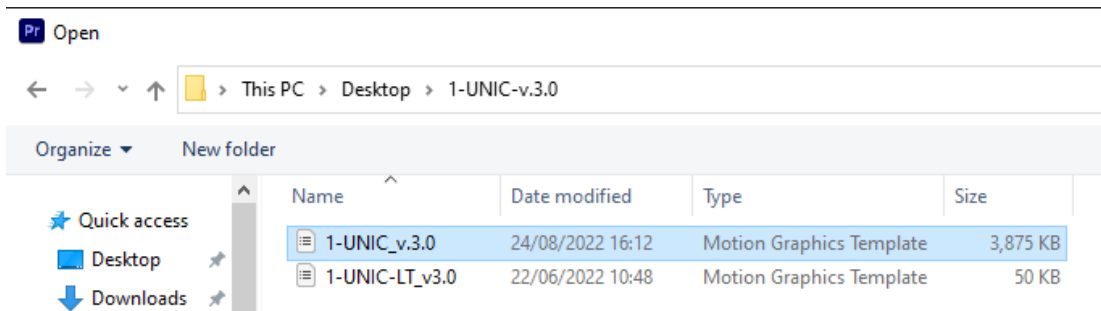 Pr Open
This PC > Desktop > 1-UNIC-v.3.0
Organize New folder
Name Date modified Type Size
Quick access
1-UNIC_v.3.0 24/08/2022 16:12 Motion Graphics Template 3,875 KB
Desktop
1-UNIC-LT_v3.0 22/06/2022 10:48 Motion Graphics Template 50 KB
Downloads